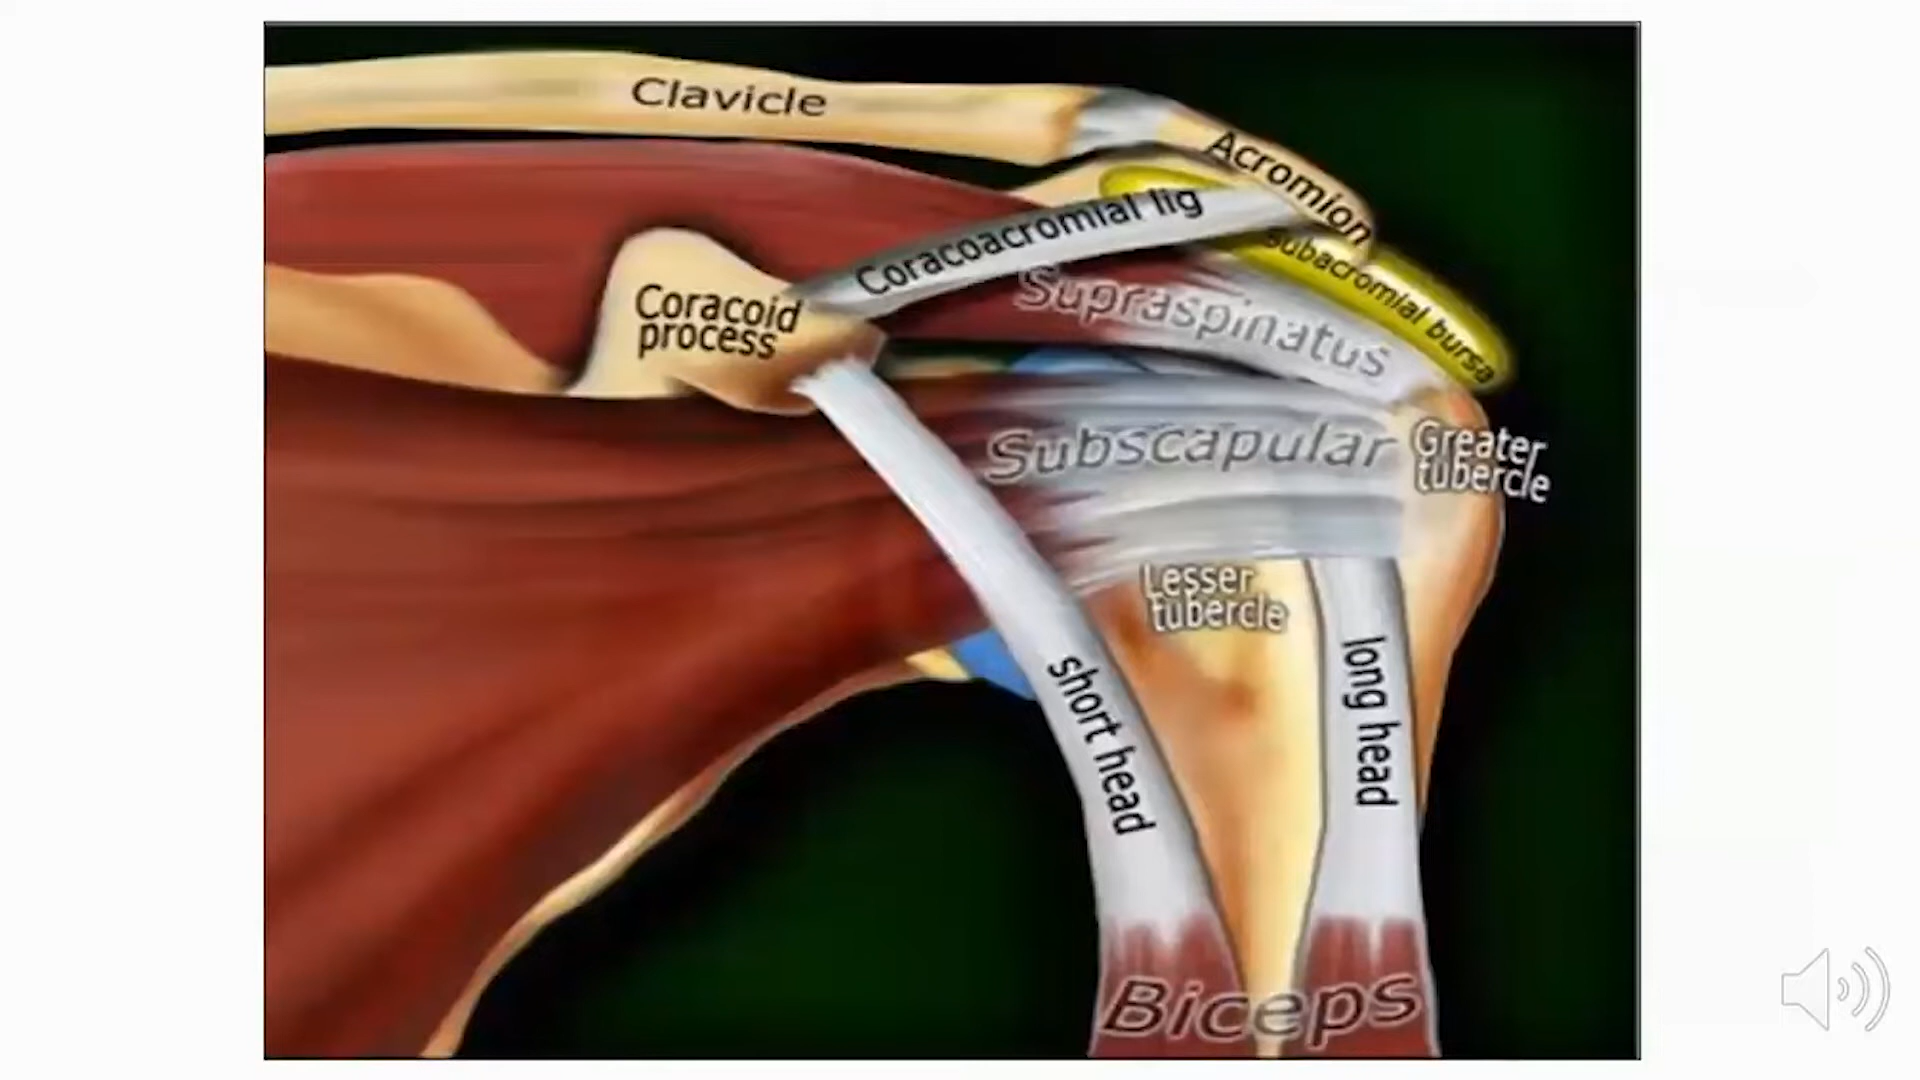 Clavicle
Acromion
Coracoacromial lig
subacromial bursa
Coracoid
process
Supraspinatus
Subscapular
Greater
tubercle
Lesser
tubercle
short head
long head
Biceps